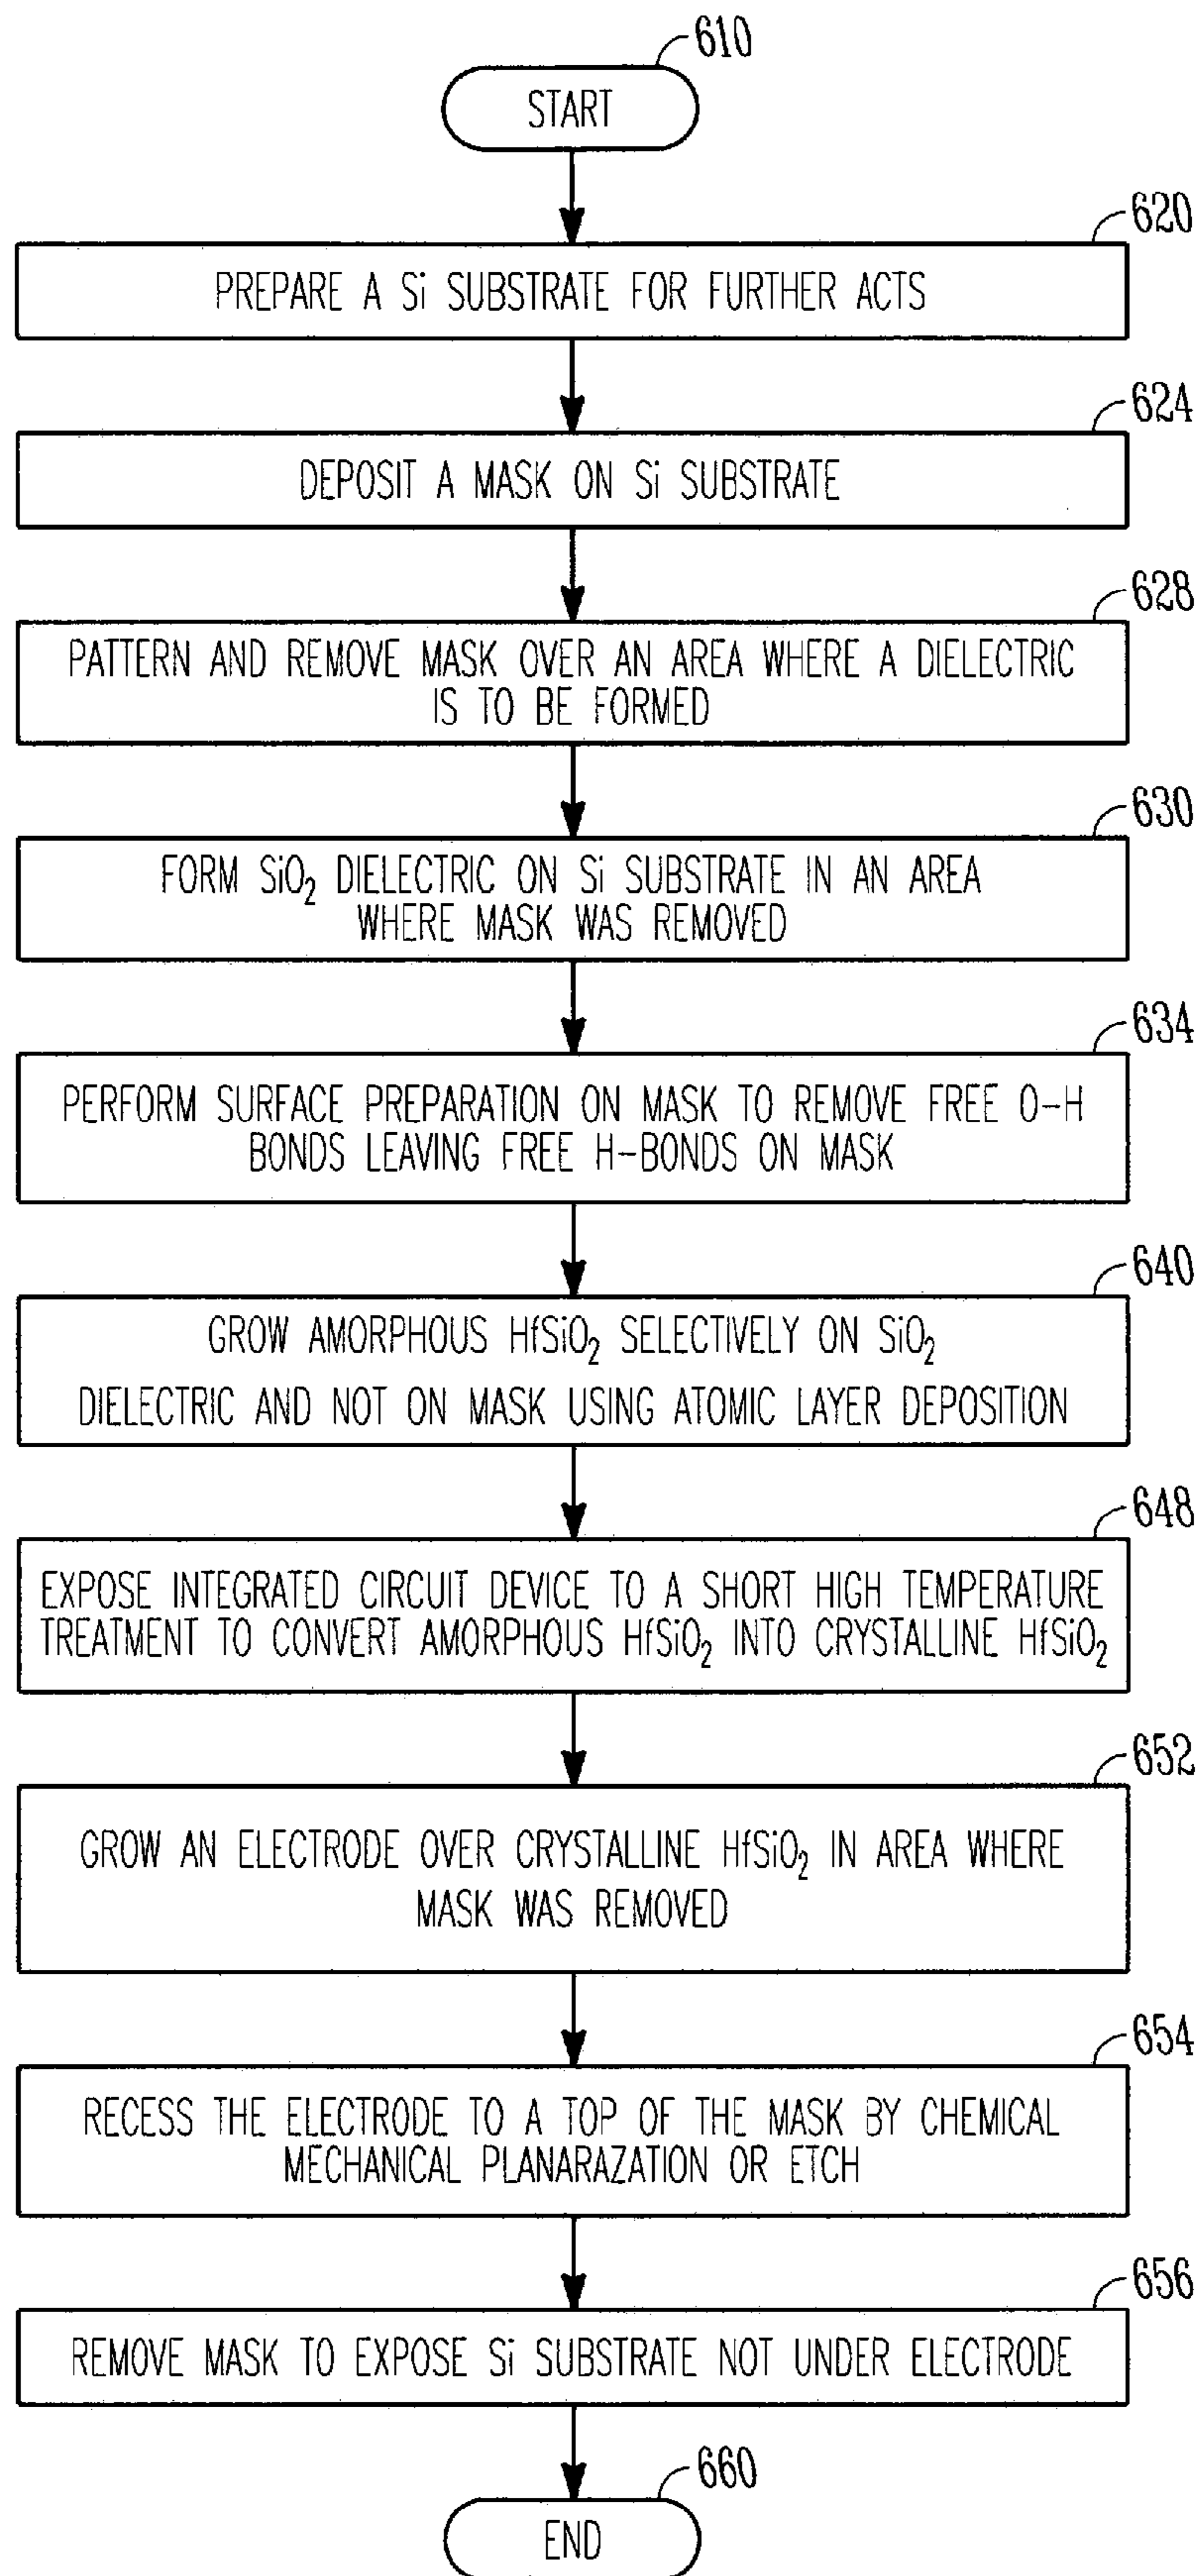 610
START
620
PREPARE A Si SUBSTRATE FOR FURTHER ACTS
624
DEPOSIT A MASK ON Si SUBSTRATE
628
PATTERN AND REMOVE MASK OVER AN AREA WHERE A DIELECTRIC
IS TO BE FORMED
630
FORM SiO₂ DIELECTRIC ON Si SUBSTRATE IN AN AREA
WHERE MASK WAS REMOVED
634
PERFORM SURFACE PREPARATION ON MASK TO REMOVE FREE O-H
BONDS LEAVING FREE H-BONDS ON MASK
640
GROW AMORPHOUS HfSiO₂ SELECTIVELY ON SiO₂
DIELECTRIC AND NOT ON MASK USING ATOMIC LAYER DEPOSITION
648
EXPOSE INTEGRATED CIRCUIT DEVICE TO A SHORT HIGH TEMPERATURE
TREATMENT TO CONVERT AMORPHOUS HfSiO₂ INTO CRYSTALLINE HfSiO₂
652
GROW AN ELECTRODE OVER CRYSTALLINE HfSiO₂ IN AREA WHERE
MASK WAS REMOVED
654
RECESS THE ELECTRODE TO A TOP OF THE MASK BY CHEMICAL
MECHANICAL PLANARAZATION OR ETCH
656
REMOVE MASK TO EXPOSE Si SUBSTRATE NOT UNDER ELECTRODE
660
END